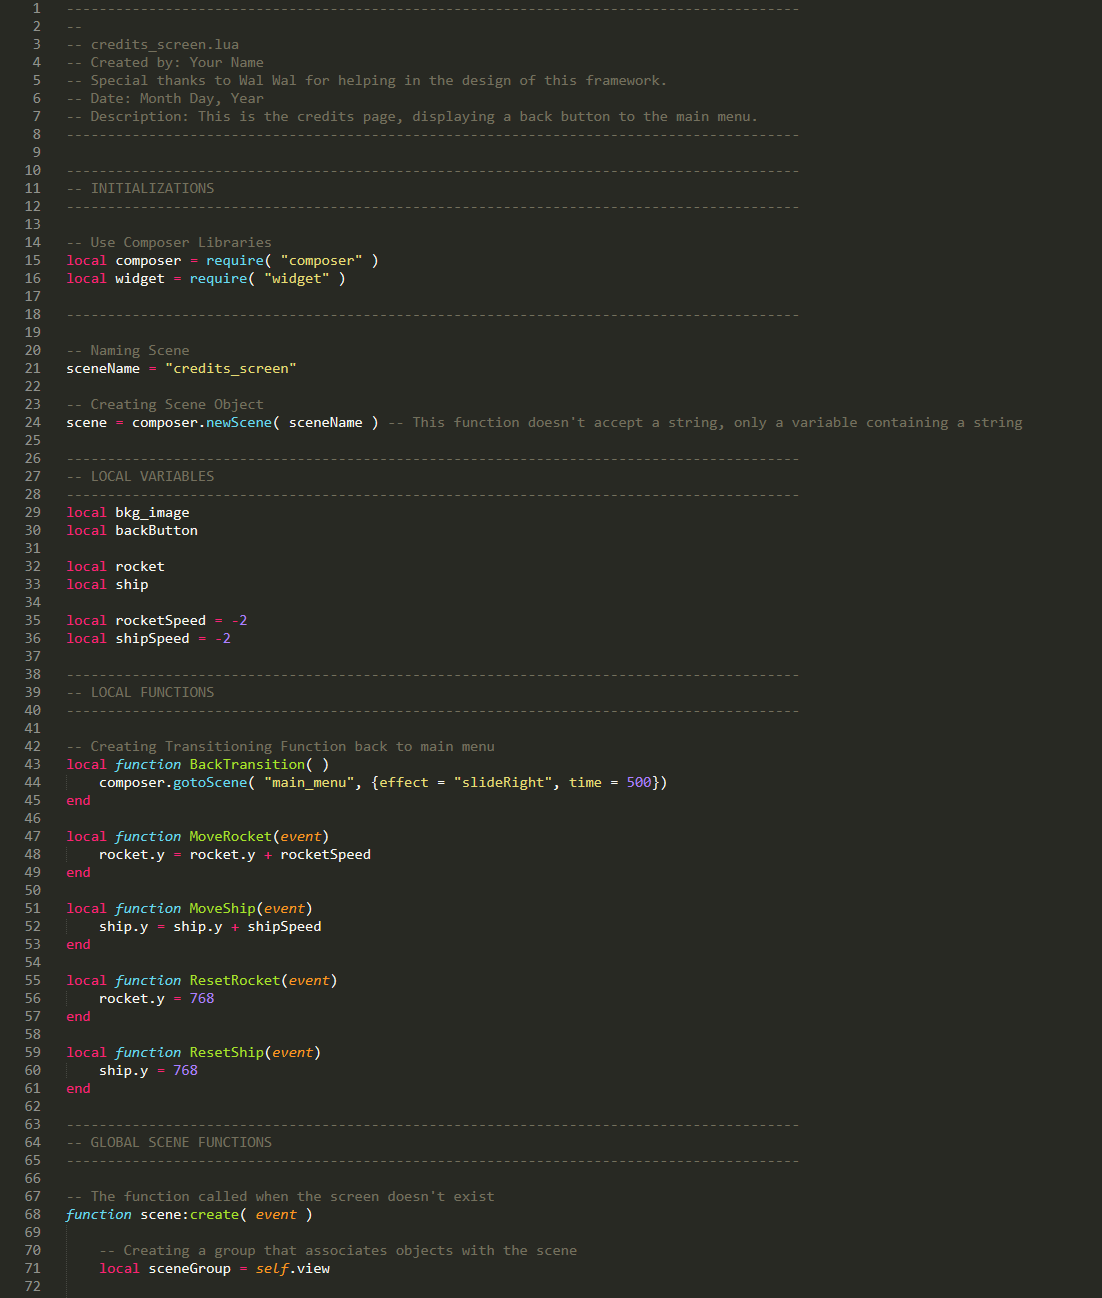 1 -----------------------------------------------------------------------------------------
2 --
3 -- credits_screen.lua
4 -- Created by: Your Name
5 -- Special thanks to Wal Wal for helping in the design of this framework.
6 -- Date: Month Day, Year
7 -- Description: This is the credits page, displaying a back button to the main menu.
8 -----------------------------------------------------------------------------------------
9
10 -----------------------------------------------------------------------------------------
11 -- INITIALIZATIONS
12 -----------------------------------------------------------------------------------------
13
14 -- Use Composer Libraries
15 local composer = require( "composer" )
16 local widget = require( "widget" )
17
18 -----------------------------------------------------------------------------------------
19
20 -- Naming Scene
21 sceneName = "credits_screen"
22
23 -- Creating Scene Object
24 scene = composer.newScene( sceneName ) -- This function doesn't accept a string, only a variable containing a string
25
26 -----------------------------------------------------------------------------------------
27 -- LOCAL VARIABLES
28 -----------------------------------------------------------------------------------------
29 local bkg_image
30 local backButton
31
32 local rocket
33 local ship
34
35 local rocketSpeed = -2
36 local shipSpeed = -2
37
38 -----------------------------------------------------------------------------------------
39 -- LOCAL FUNCTIONS
40 -----------------------------------------------------------------------------------------
41
42 -- Creating Transitioning Function back to main menu
43 local function BackTransition( )
44     composer.gotoScene( "main_menu", {effect = "slideRight", time = 500})
45 end
46
47 local function MoveRocket(event)
48     rocket.y = rocket.y + rocketSpeed
49 end
50
51 local function MoveShip(event)
52     ship.y = ship.y + shipSpeed
53 end
54
55 local function ResetRocket(event)
56     rocket.y = 768
57 end
58
59 local function ResetShip(event)
60     ship.y = 768
61 end
62
63 -----------------------------------------------------------------------------------------
64 -- GLOBAL SCENE FUNCTIONS
65 -----------------------------------------------------------------------------------------
66
67 -- The function called when the screen doesn't exist
68 function scene:create( event )
69
70     -- Creating a group that associates objects with the scene
71     local sceneGroup = self.view
72